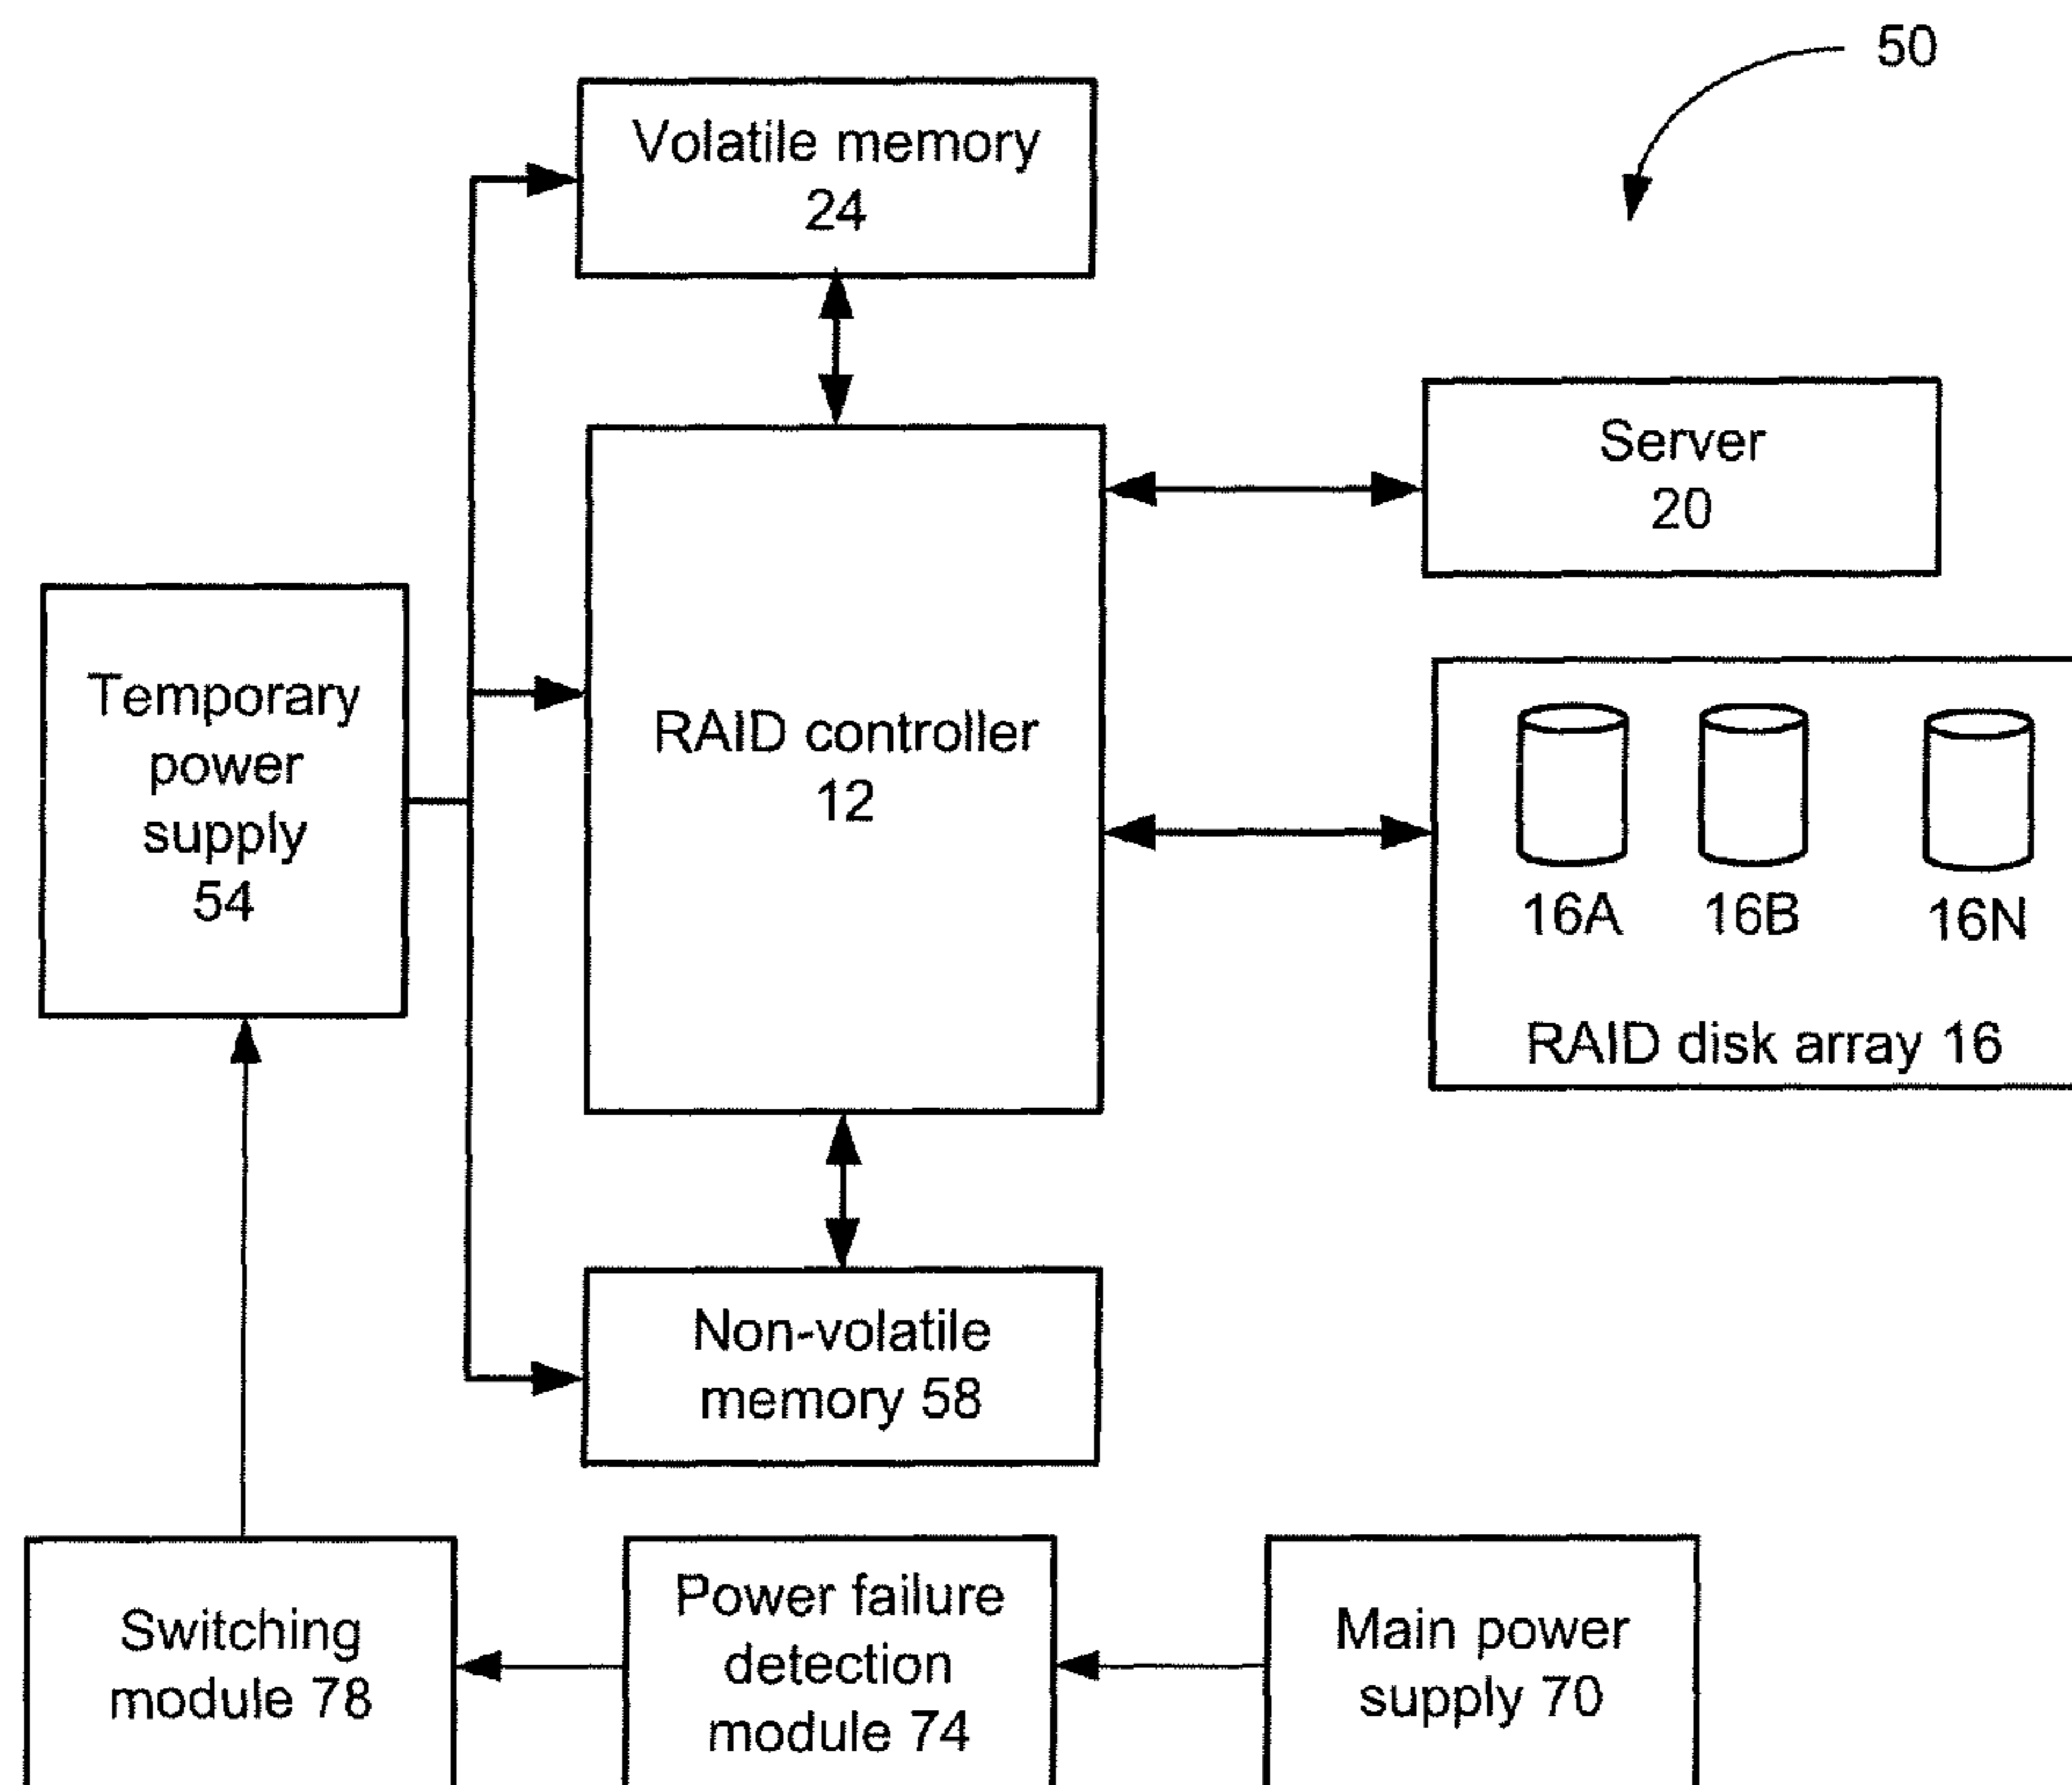 50
Volatile memory
24
Server
20
Temporary
power
supply
54
RAID controller
12
16A 16B 16N
RAID disk array 16
Non-volatile
memory 58
Switching
module 78
Power failure
detection
module 74
Main power
supply 70